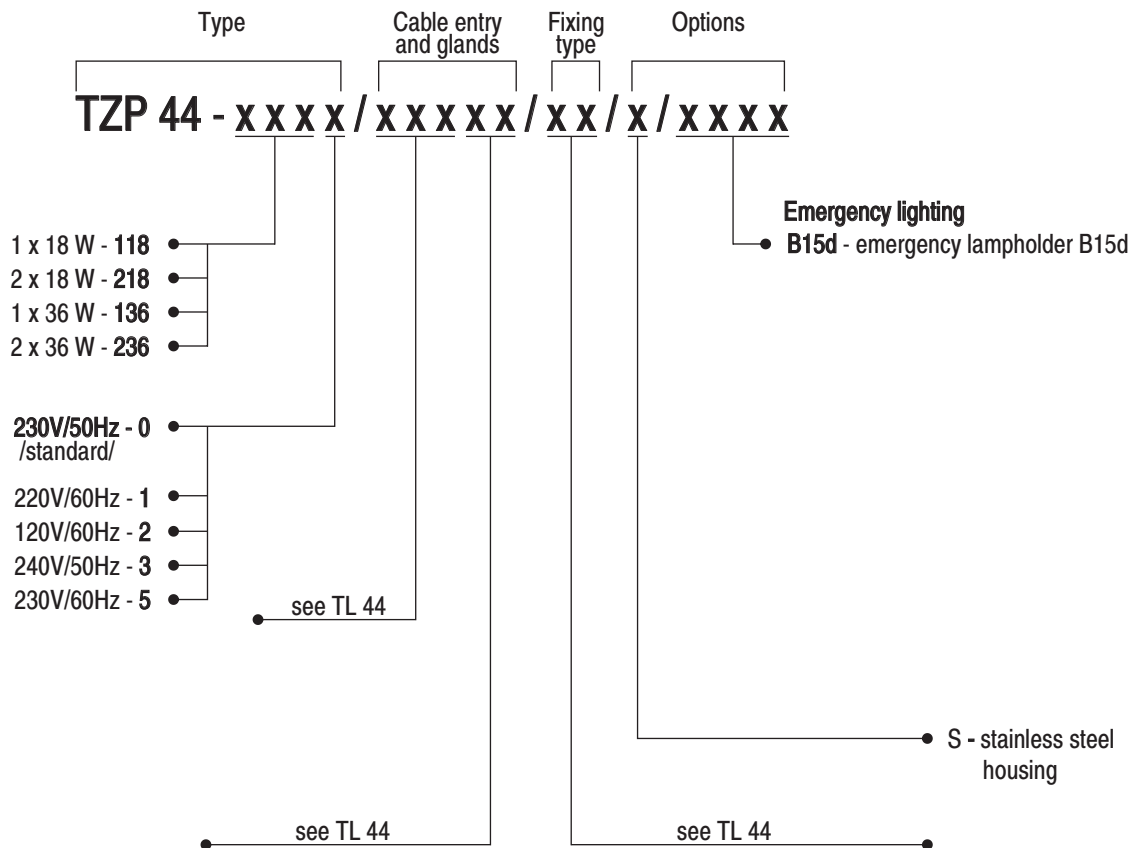 Type
Cable entry
and glands
Fixing
type
Options
TZP 44 - x x x x / x x x x x / x x / x / x x x x
Emergency lighting
B15d - emergency lampholder B15d
1 x 18 W - 118
2 x 18 W - 218
1 x 36 W - 136
2 x 36 W - 236
230V/50Hz - 0
/standard/
220V/60Hz - 1
120V/60Hz - 2
240V/50Hz - 3
230V/60Hz - 5
see TL 44
S - stainless steel
housing
see TL 44
see TL 44